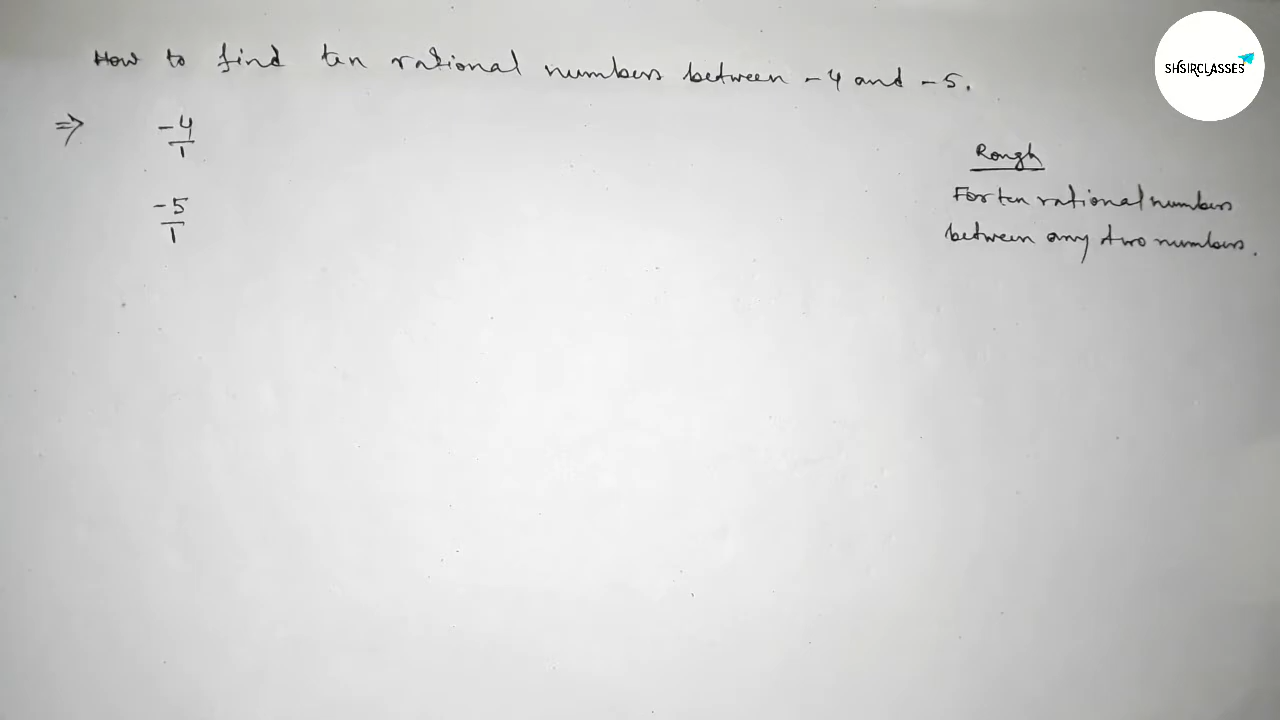 How to find ten rational numbers between -4 and -5.
SHSIRCLASSES
⇒ -4/1
-5/1
Rough
For ten rational numbers
between any two numbers.